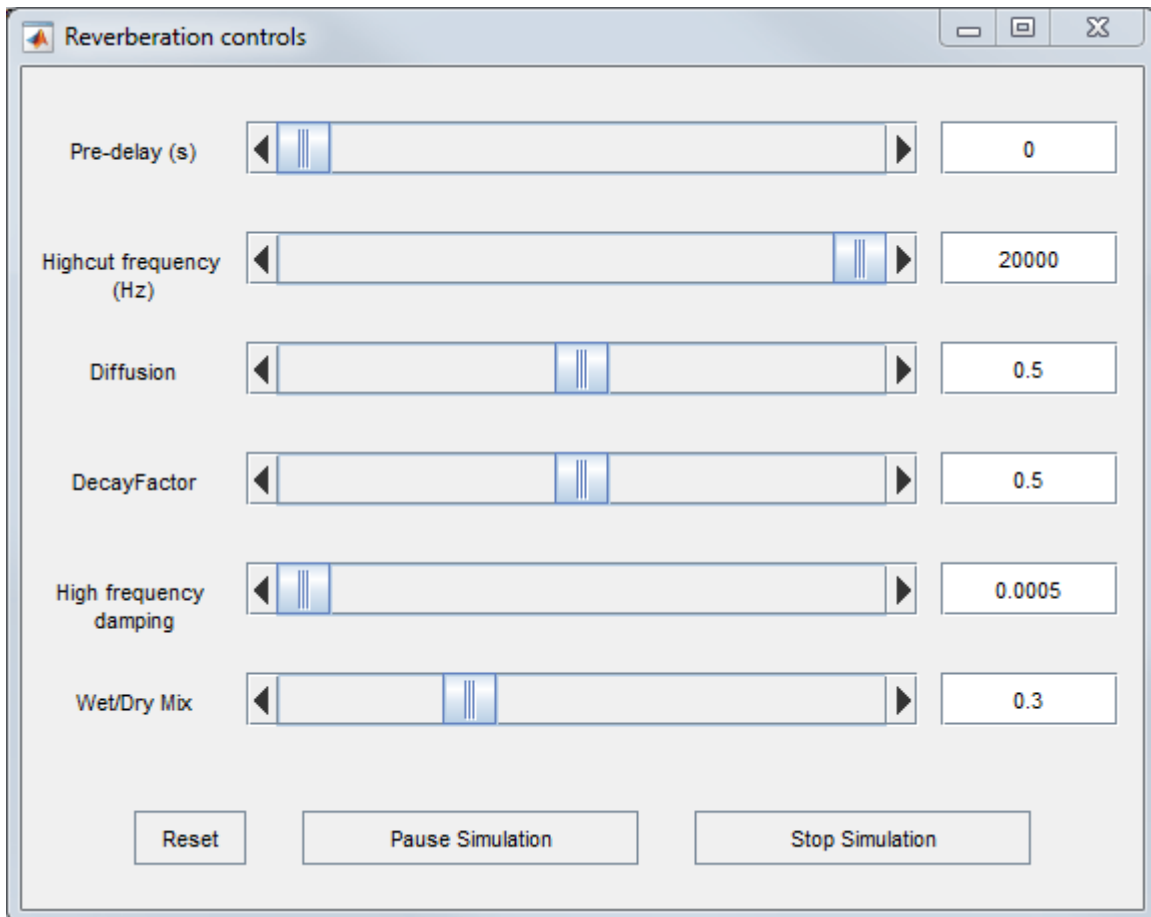 Reverberation controls
Pre-delay (s)
0
Highcut frequency
(Hz)
20000
Diffusion
0.5
DecayFactor
0.5
High frequency
damping
0.0005
Wet/Dry Mix
0.3
Reset
Pause Simulation
Stop Simulation